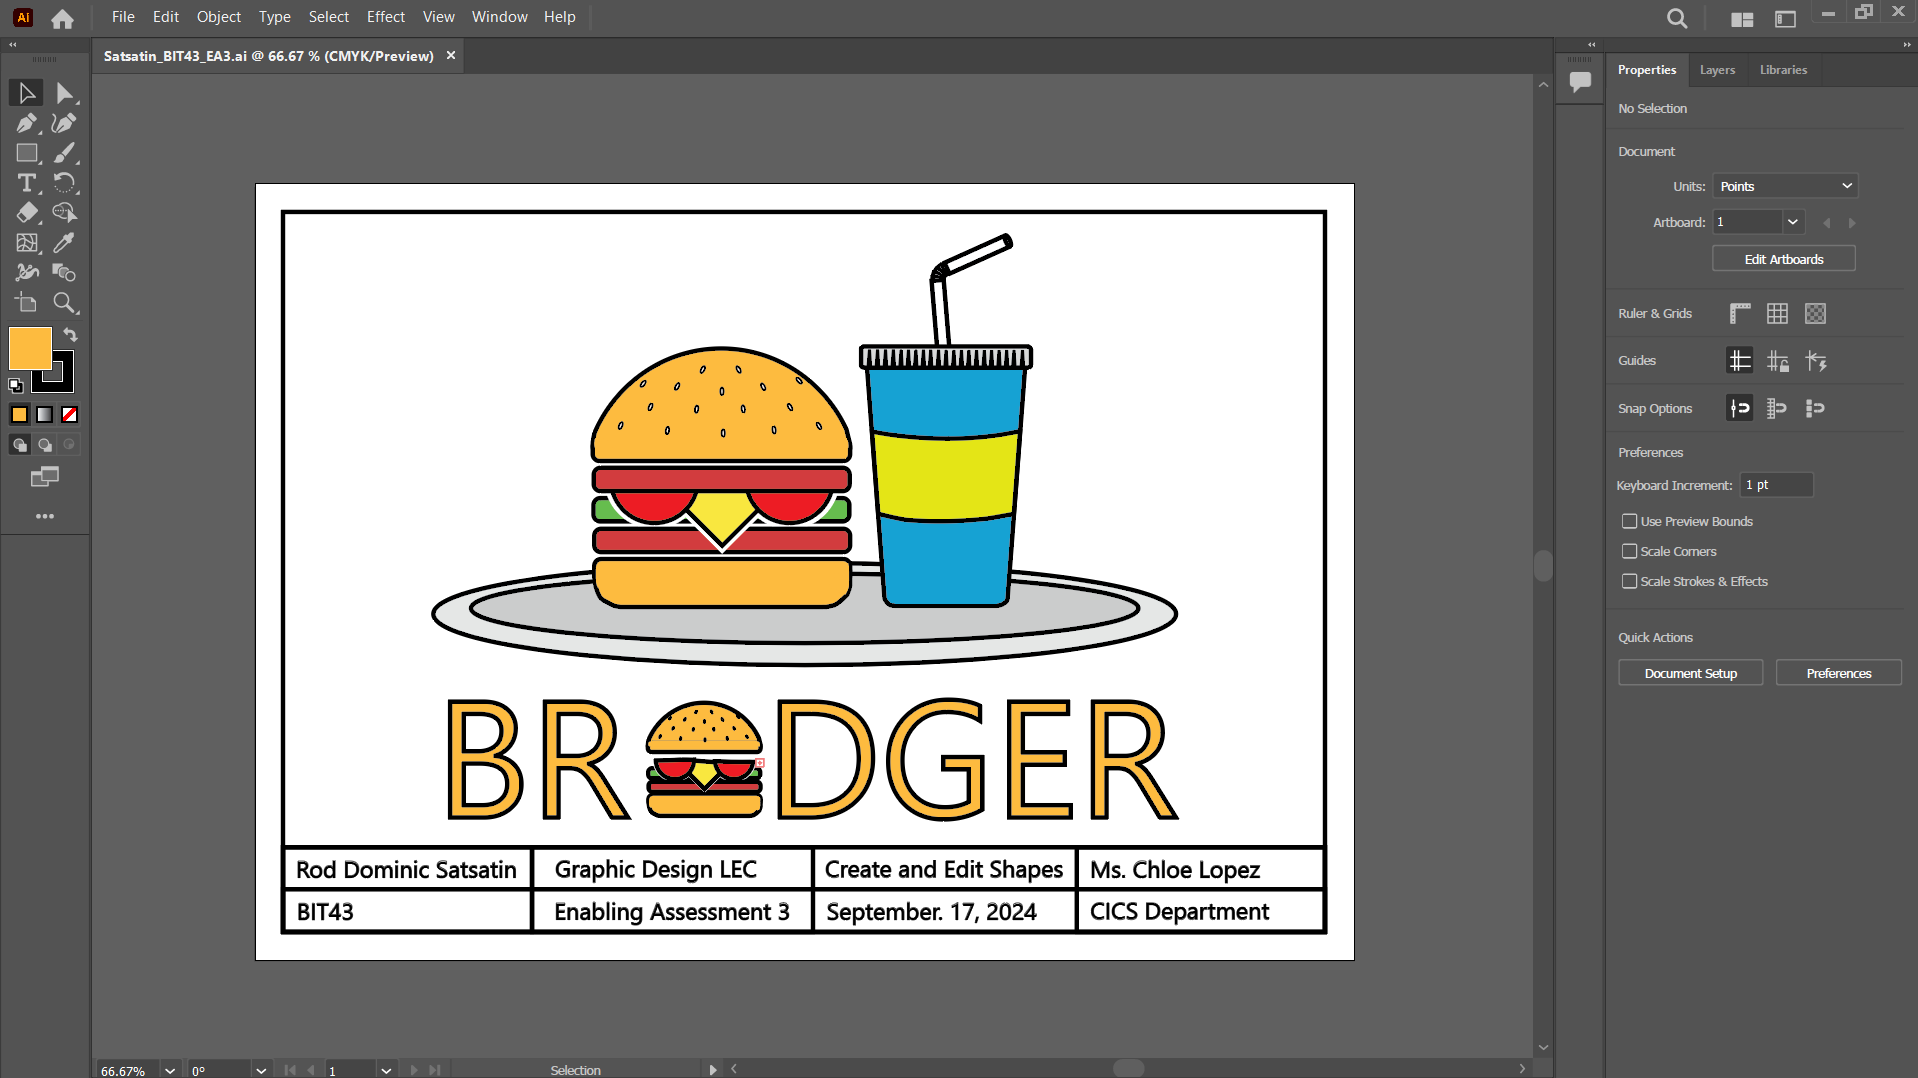 Ai File Edit Object Type Select Effect View Window Help
Satsatin_BIT43_EA3.ai @ 66.67 % (CMYK/Preview)
Properties Layers Libraries
No Selection
Document
Units: Points
Artboard: 1
Edit Artboards
Ruler & Grids
Guides
Snap Options
Preferences
Keyboard Increment: 1 pt
Use Preview Bounds
Scale Corners
Scale Strokes & Effects
Quick Actions
Document Setup Preferences
BR DGER
Rod Dominic Satsatin Graphic Design LEC Create and Edit Shapes Ms. Chloe Lopez
BIT43 Enabling Assessment 3 September. 17, 2024 CICS Department
66.67% 0° 1 Selection